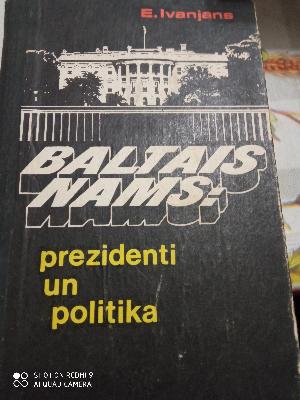 E. Ivanjans
BALTAIS
NAMS:
prezidenti
un
politika
SHOT ON REDMI 9
AI QUAD CAMERA